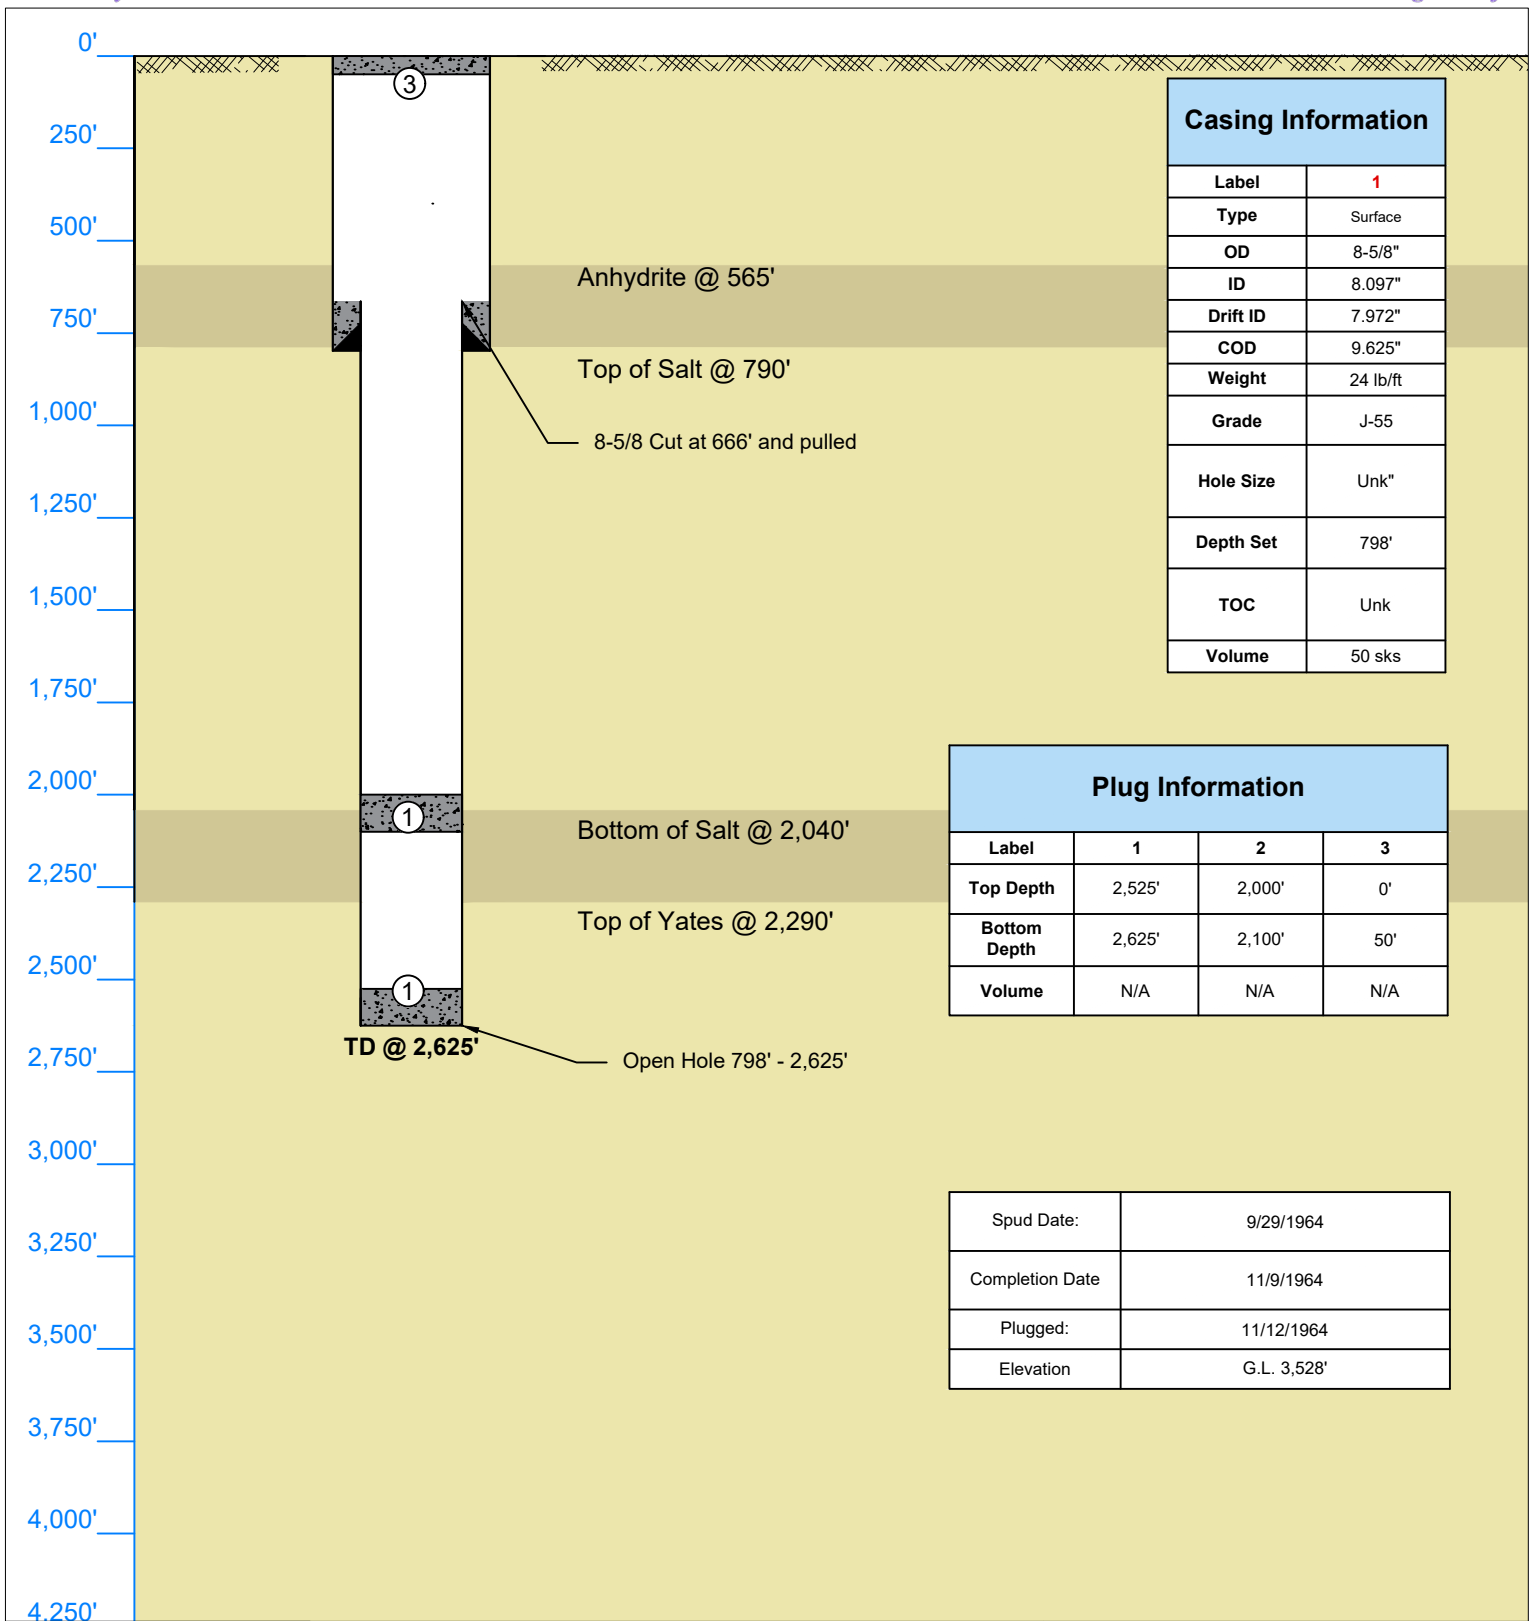 0'
250'
500'
750'
1,000'
1,250'
1,500'
1,750'
2,000'
2,250'
2,500'
2,750'
3,000'
3,250'
3,500'
3,750'
4,000'
4,250'
3
Anhydrite @ 565'
Top of Salt @ 790'
8-5/8 Cut at 666' and pulled
1
Bottom of Salt @ 2,040'
Top of Yates @ 2,290'
1
TD @ 2,625'
Open Hole 798' - 2,625'
Casing Information
Label 1
Type Surface
OD 8-5/8"
ID 8.097"
Drift ID 7.972"
COD 9.625"
Weight 24 lb/ft
Grade J-55
Hole Size Unk"
Depth Set 798'
TOC Unk
Volume 50 sks
Plug Information
Label 1 2 3
Top Depth 2,525' 2,000' 0'
Bottom
Depth 2,625' 2,100' 50'
Volume N/A N/A N/A
Spud Date: 9/29/1964
Completion Date 11/9/1964
Plugged: 11/12/1964
Elevation G.L. 3,528'